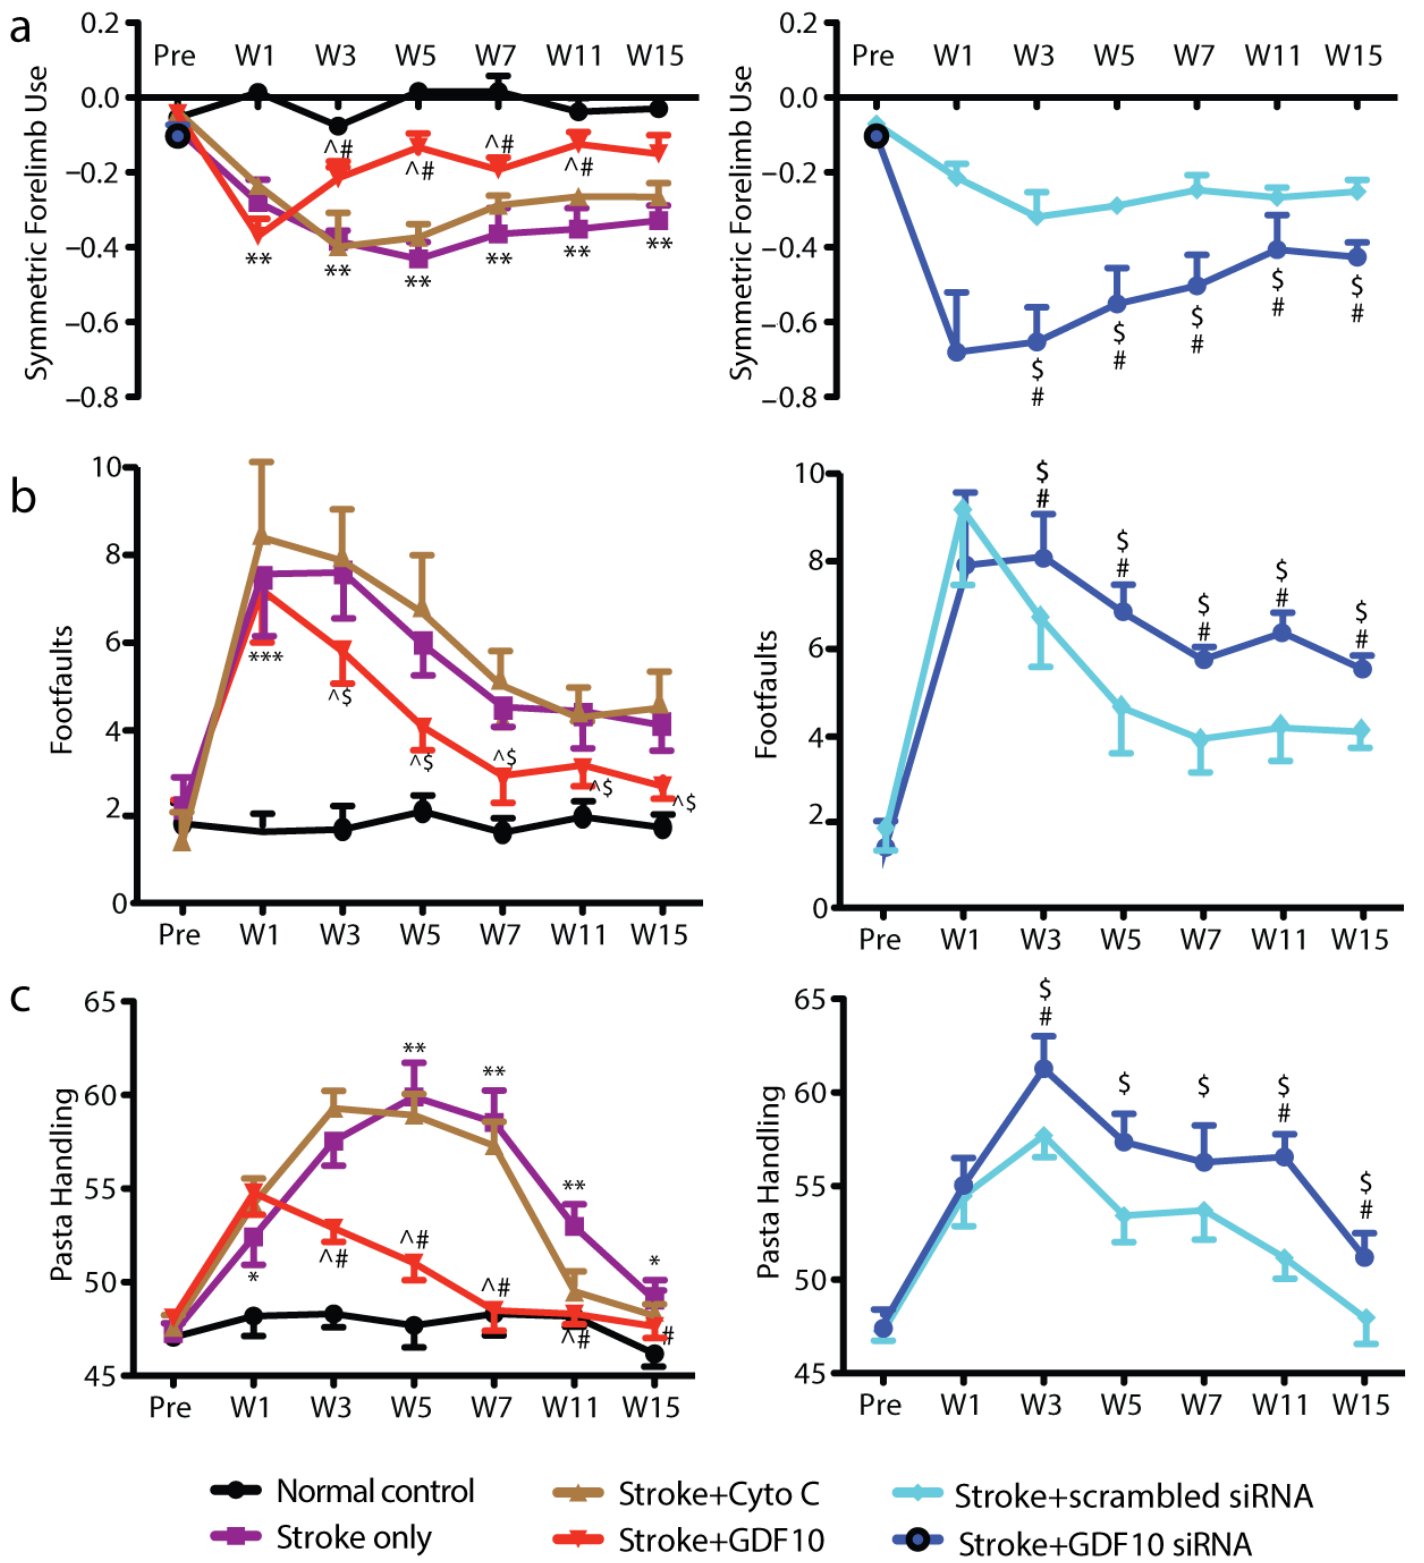 a
0.2
Pre W1 W3 W5 W7 W11 W15
0.0
−0.2
−0.4
−0.6
−0.8
Symmetric Forelimb Use
** ^# ** ^# ** ^# ** ^# ** **
0.2
Pre W1 W3 W5 W7 W11 W15
0.0
−0.2
−0.4
−0.6
−0.8
Symmetric Forelimb Use
$ $ $ $ $
# # # # #
b
10
8
6
4
2
0
Footfaults
*** ^$ ^$ ^$ ^$ ^$
Pre W1 W3 W5 W7 W11 W15
10
8
6
4
2
0
Footfaults
$ $ $ $ $
# # # # #
Pre W1 W3 W5 W7 W11 W15
c
65
60
55
50
45
Pasta Handling
* ^# ** ^# ** ^# ** ^# * #
Pre W1 W3 W5 W7 W11 W15
65
60
55
50
45
Pasta Handling
$ $ $ $ $
# # #
Pre W1 W3 W5 W7 W11 W15
Normal control
Stroke+Cyto C
Stroke+scrambled siRNA
Stroke only
Stroke+GDF10
Stroke+GDF10 siRNA